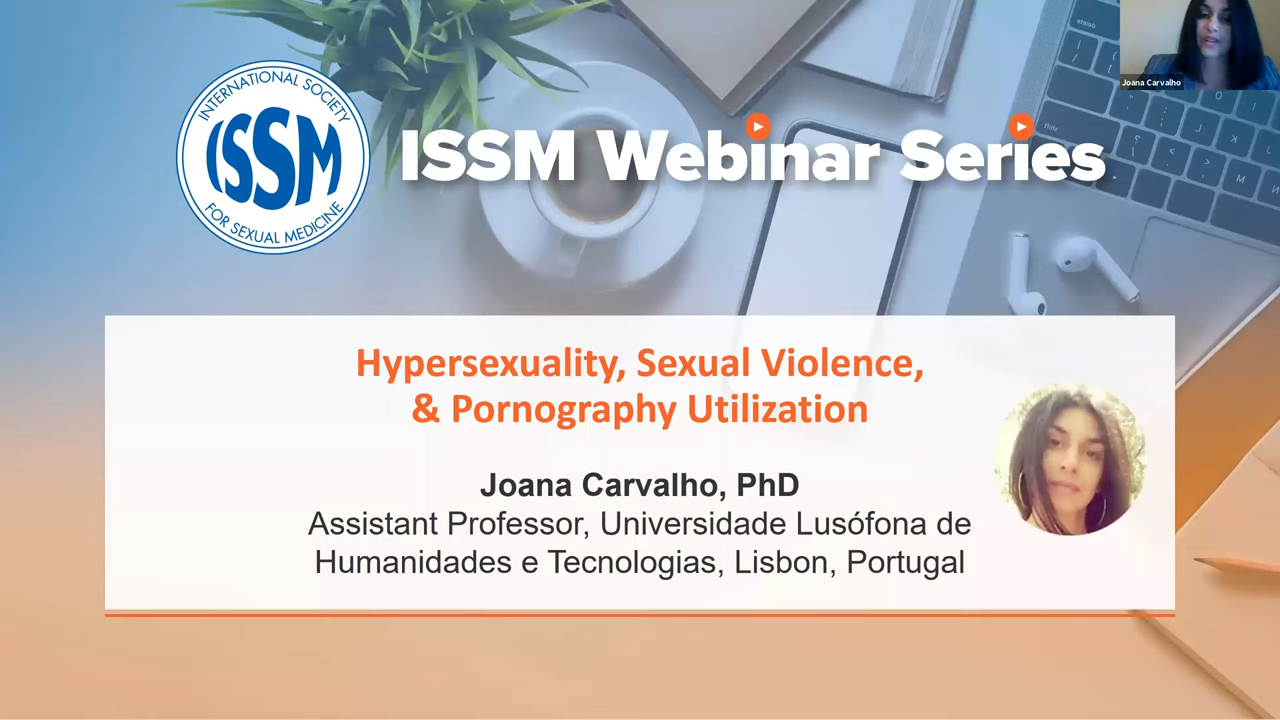 INTERNATIONAL SOCIETY
ISSM
FOR SEXUAL MEDICINE
ISSM Webinar Series
Joana Carvalho
Hypersexuality, Sexual Violence,
& Pornography Utilization
Joana Carvalho, PhD
Assistant Professor, Universidade Lusófona de
Humanidades e Tecnologias, Lisbon, Portugal